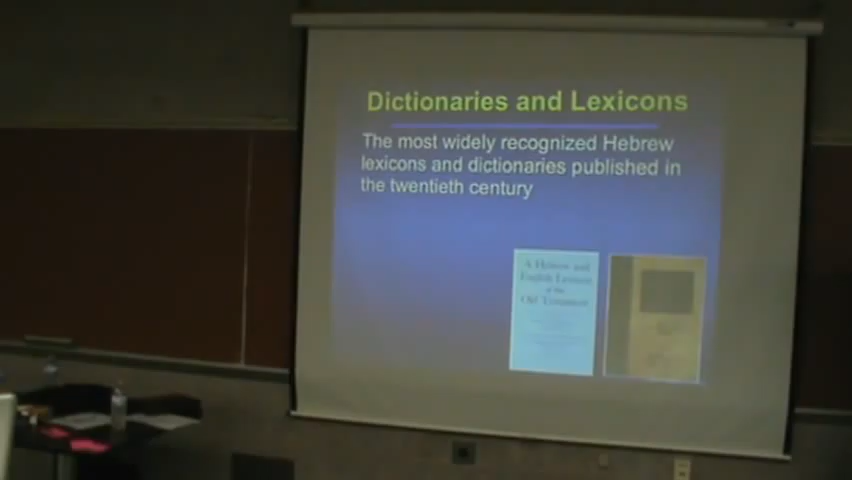 Dictionaries and Lexicons
The most widely recognized Hebrew
lexicons and dictionaries published in
the twentieth century
A Hebrew and
English Lexicon
of the
Old Testament